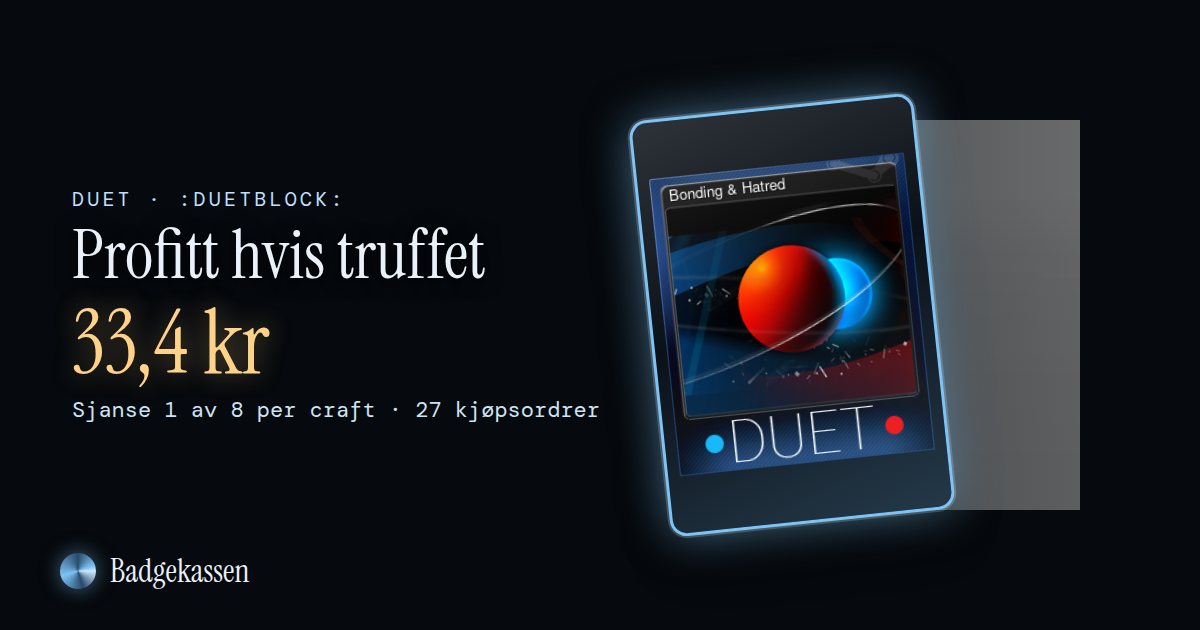 DUET · :DUETBLOCK:
Profitt hvis truffet
33,4 kr
Sjanse 1 av 8 per craft · 27 kjøpsordrer
Badgekassen
Bonding & Hatred
DUET